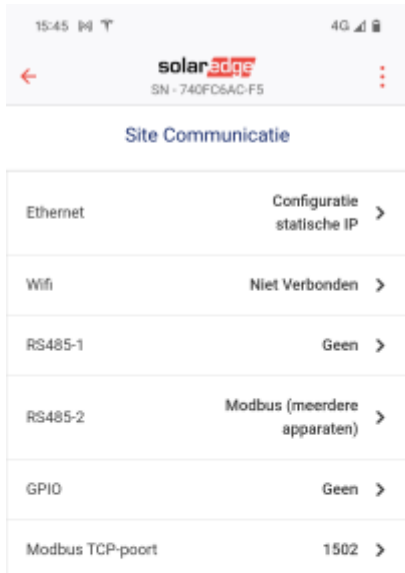 15:45
4G
solaredge
SN - 740FC6AC-F5
Site Communicatie
Ethernet
Configuratie
statische IP
Wifi
Niet Verbonden
RS485-1
Geen
RS485-2
Modbus (meerdere
apparaten)
GPIO
Geen
Modbus TCP-poort
1502